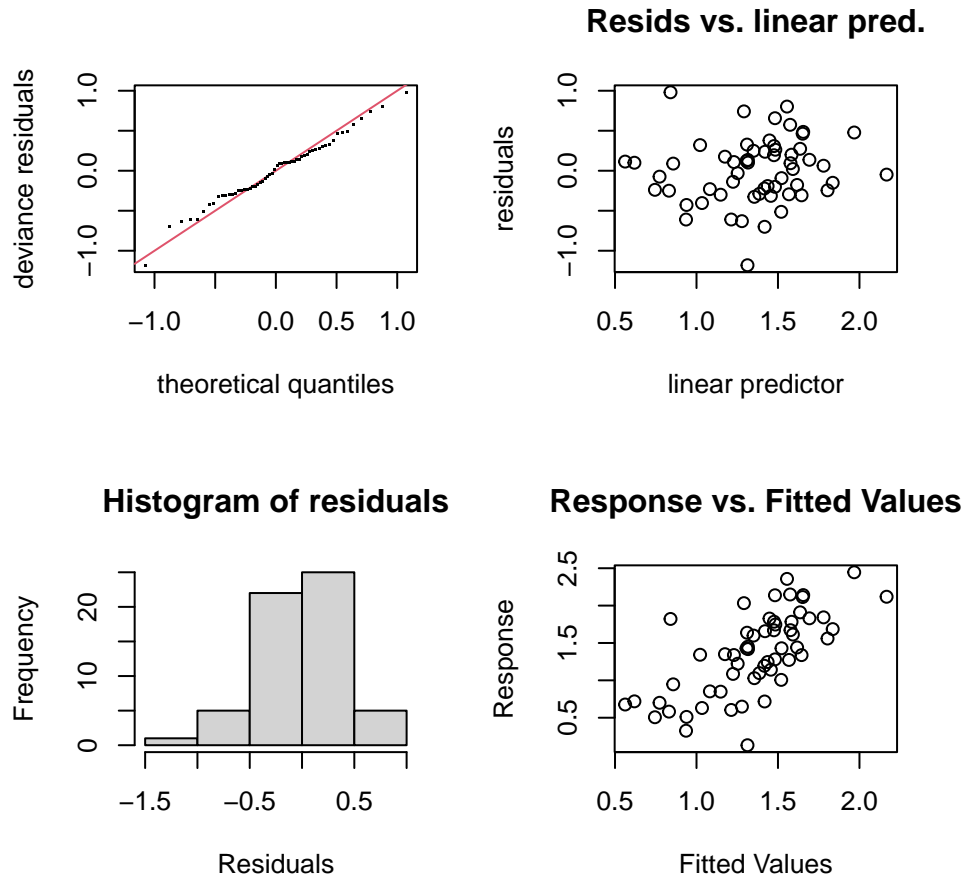 deviance residuals
1.0
0.0
−1.0
−1.0 0.0 0.5 1.0
theoretical quantiles
Resids vs. linear pred.
residuals
1.0
0.0
−1.0
0.5 1.0 1.5 2.0
linear predictor
Histogram of residuals
Frequency
20
10
0
−1.5 −0.5 0.5
Residuals
Response vs. Fitted Values
Response
2.5
1.5
0.5
0.5 1.0 1.5 2.0
Fitted Values